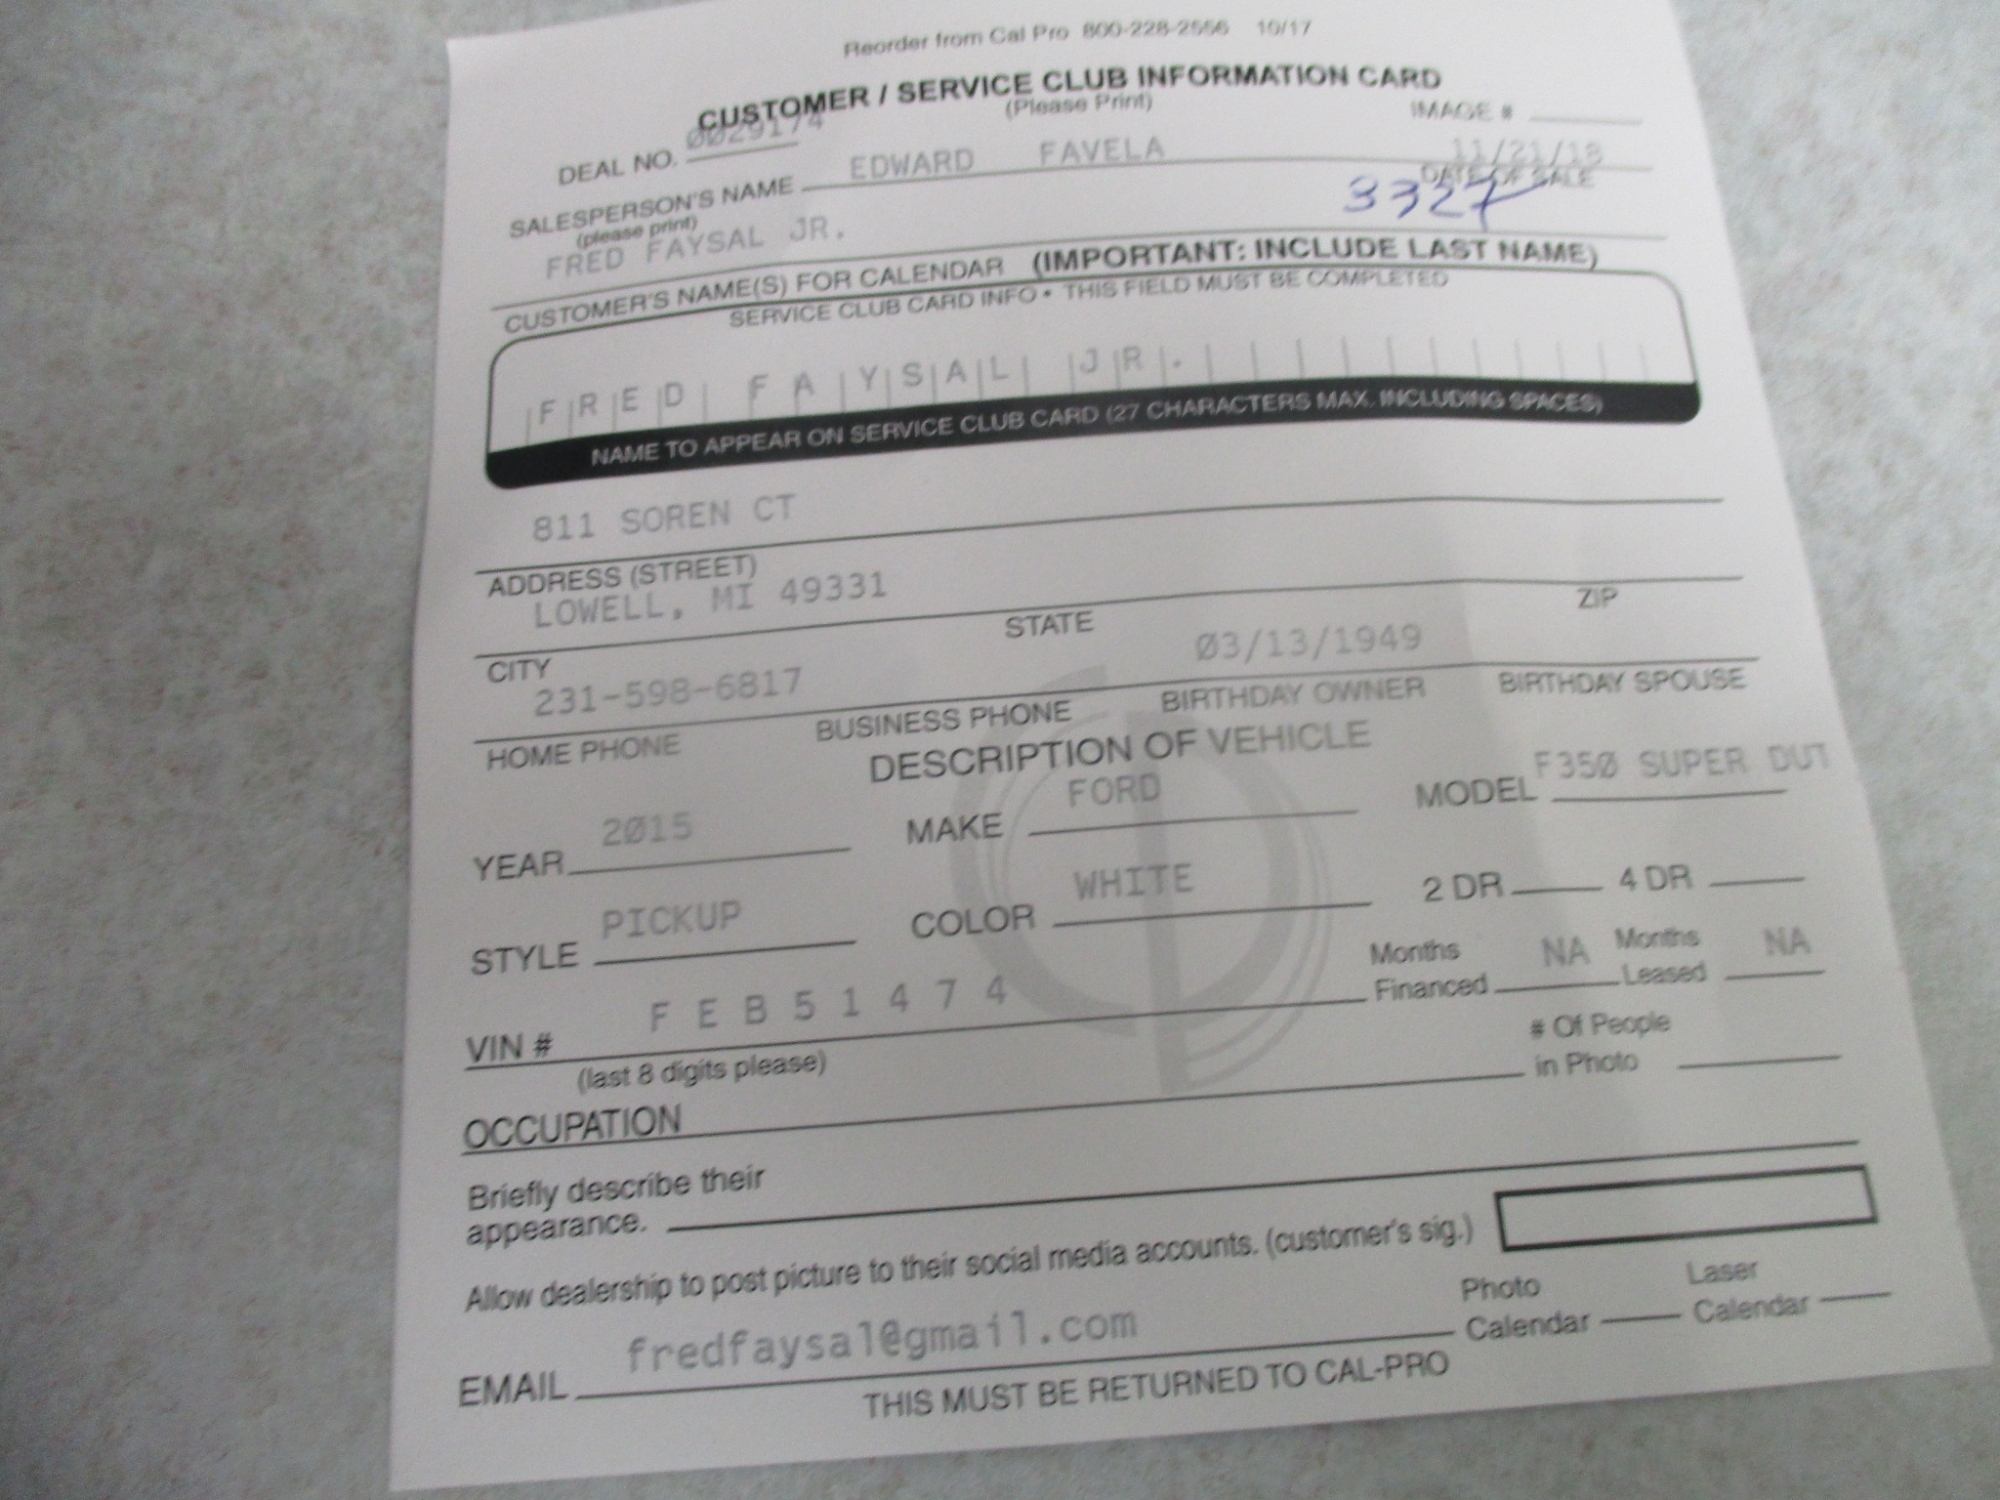 Reorder from Cal Pro 800-228-2556 10/17
CUSTOMER / SERVICE CLUB INFORMATION CARD
(Please Print)
IMAGE #
DEAL NO. 0029174
SALESPERSON'S NAME EDWARD FAVELA 11/21/18
(please print) DATE OF SALE
3327
FRED FAYSAL JR.
CUSTOMER'S NAME(S) FOR CALENDAR (IMPORTANT: INCLUDE LAST NAME)
SERVICE CLUB CARD INFO • THIS FIELD MUST BE COMPLETED
FRED FAYSAL JR.
NAME TO APPEAR ON SERVICE CLUB CARD (27 CHARACTERS MAX. INCLUDING SPACES)
811 SOREN CT
ADDRESS (STREET)
LOWELL, MI 49331
CITY STATE ZIP
231-598-6817 03/13/1949
HOME PHONE BUSINESS PHONE BIRTHDAY OWNER BIRTHDAY SPOUSE
DESCRIPTION OF VEHICLE
YEAR 2015 MAKE FORD MODEL F350 SUPER DUT
STYLE PICKUP COLOR WHITE 2 DR 4 DR
VIN # F E B 5 1 4 7 4 Months Financed NA Months Leased NA
(last 8 digits please)
OCCUPATION # Of People in Photo
Briefly describe their
appearance.
Allow dealership to post picture to their social media accounts. (customer's sig.)
EMAIL fredfaysal@gmail.com Photo Calendar Laser Calendar
THIS MUST BE RETURNED TO CAL-PRO